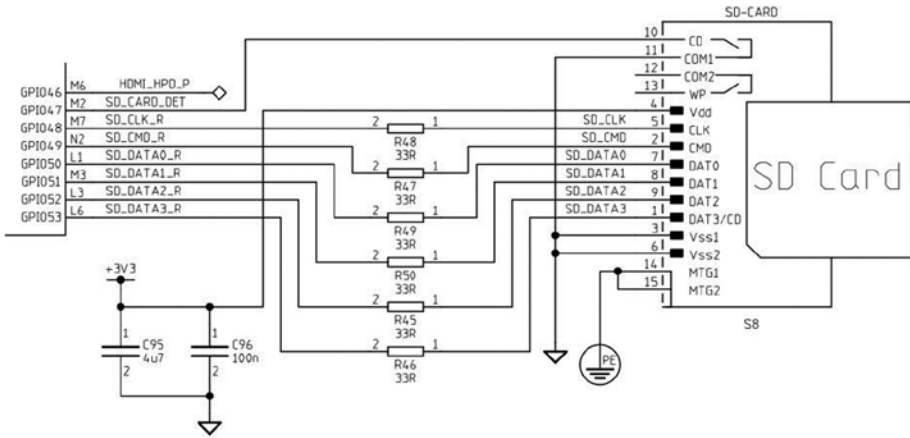 SD-CARD
10 CD
11 COM1
12 COM2
13 WP
GPIO46 M6 HDMI_HPD_P
GPIO47 M2 SD_CARD_DET
4 Vdd
GPIO48 M7 SD_CLK_R 2 R48 33R 1 SD_CLK 5 CLK
GPIO49 N2 SD_CMD_R 2 R47 33R 1 SD_CMD 2 CMD
GPIO50 L1 SD_DATA0_R 2 R49 33R 1 SD_DATA0 7 DAT0
GPIO51 M3 SD_DATA1_R 2 R50 33R 1 SD_DATA1 8 DAT1
GPIO52 L3 SD_DATA2_R 2 R45 33R 1 SD_DATA2 9 DAT2
GPIO53 L6 SD_DATA3_R 2 R46 33R 1 SD_DATA3 1 DAT3/CD
3 Vss1
6 Vss2
14 MTG1
15 MTG2
SD Card
S8
+3V3
1 C95
4u7
2
1 C96
100n
2
PE